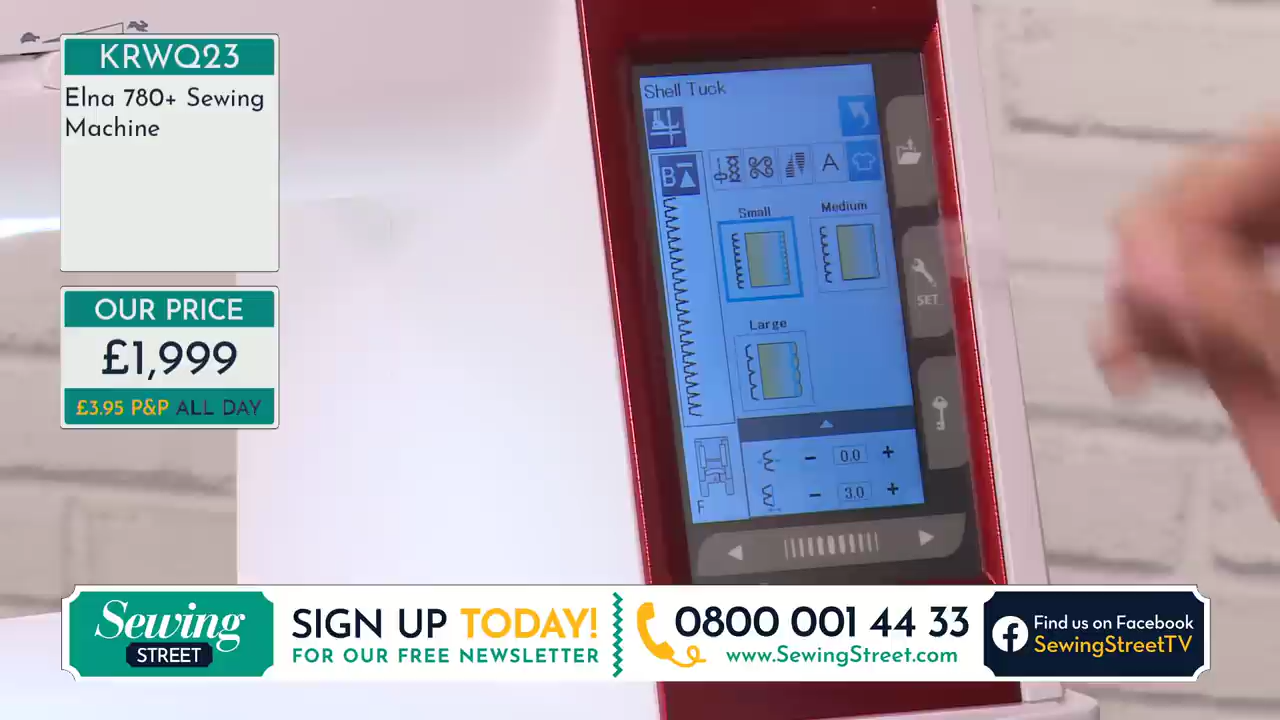 KRWQ23
Elna 780+ Sewing
Machine
OUR PRICE
£1,999
£3.95 P&P ALL DAY
Shell Tuck
B
A
Small
Medium
Large
SET
0.0
3.0
F
Sewing
STREET
SIGN UP TODAY!
FOR OUR FREE NEWSLETTER
0800 001 44 33
www.SewingStreet.com
Find us on Facebook
SewingStreetTV